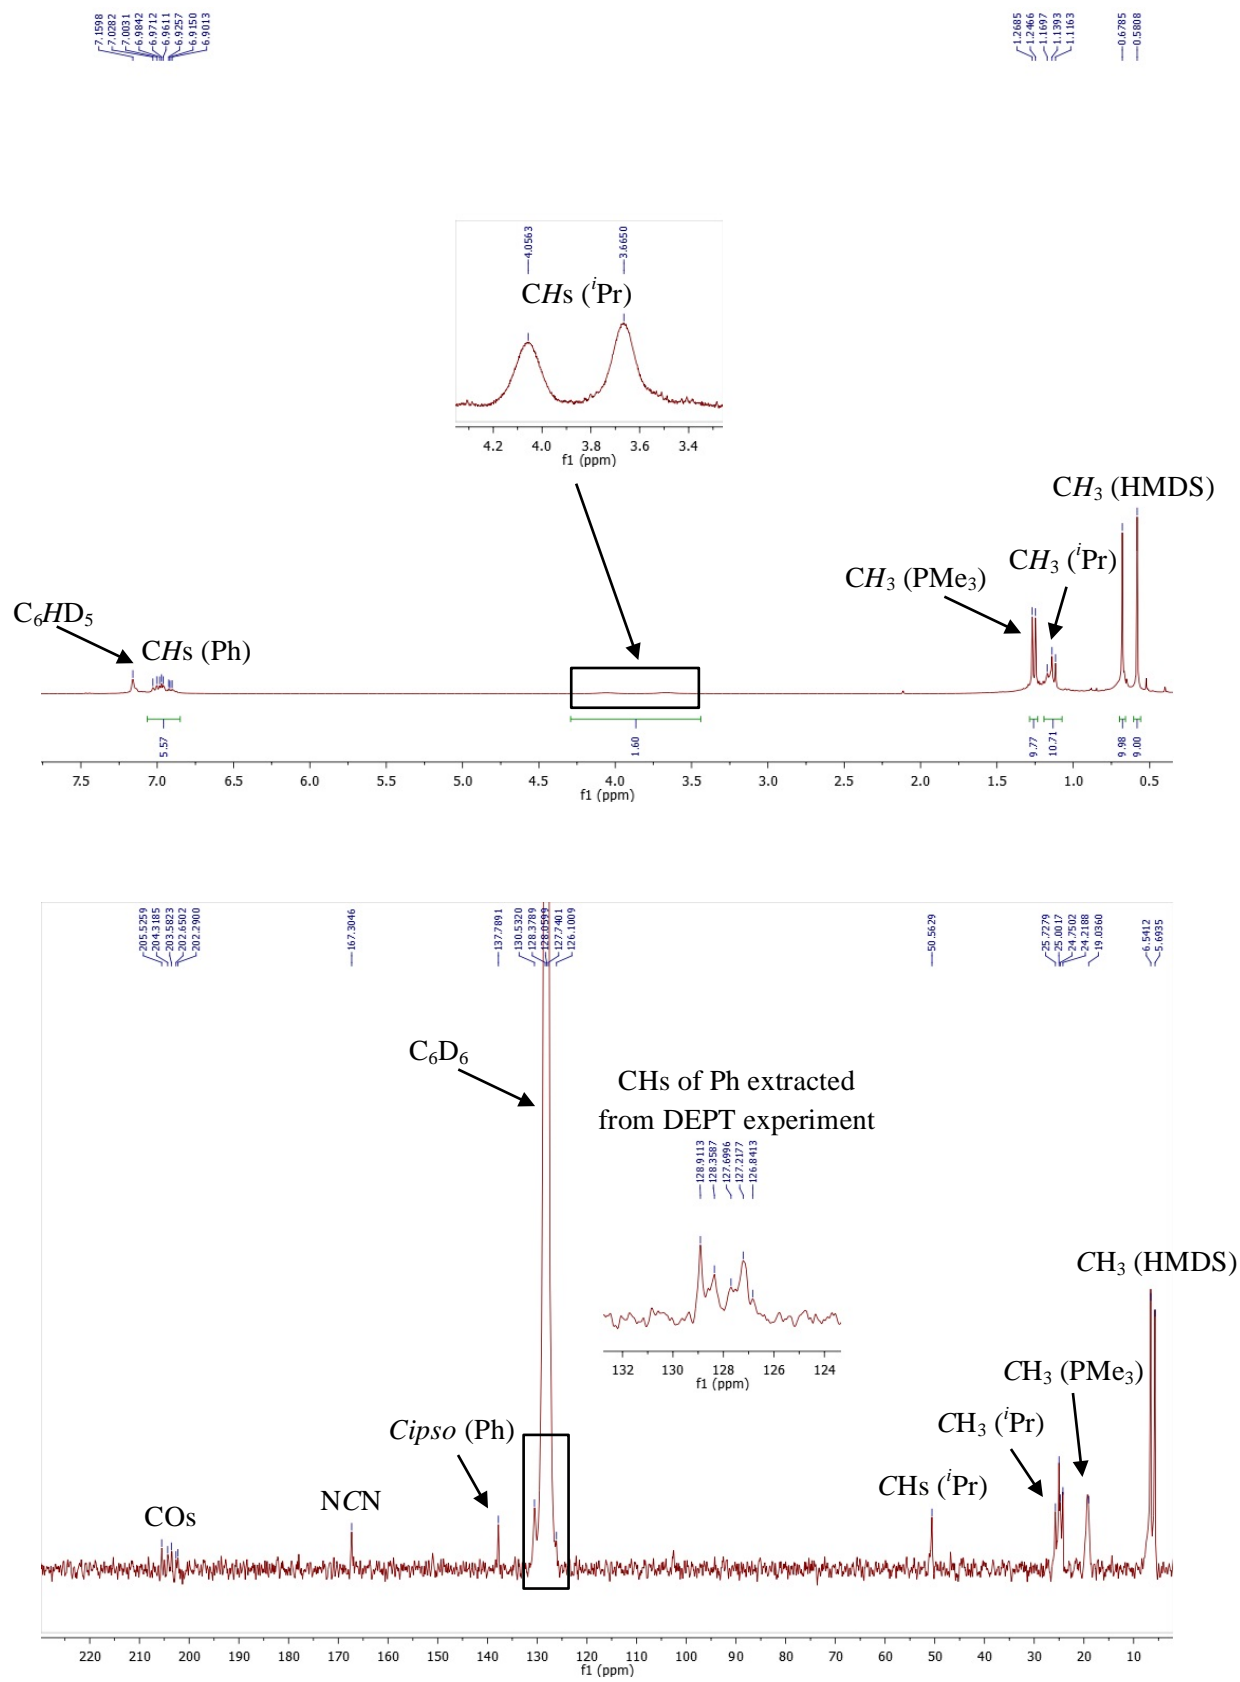 7.1598
7.0282
7.0031
6.9842
6.9712
6.9611
6.9257
6.9150
6.9013
1.2685
1.2466
1.1697
1.1393
1.1163
0.6785
0.5808
4.0563
3.6650
CHs (iPr)
4.2 4.0 3.8 3.6 3.4
f1 (ppm)
CH3 (HMDS)
CH3 (PMe3)
CH3 (iPr)
C6HD5
CHs (Ph)
5.57
1.60
9.77
10.71
9.98
9.00
7.5 7.0 6.5 6.0 5.5 5.0 4.5 4.0 3.5 3.0 2.5 2.0 1.5 1.0 0.5
f1 (ppm)
205.5259
204.3185
203.5823
202.6502
202.2900
167.3046
137.7891
130.5320
128.3789
128.0599
127.7401
126.1009
50.5629
25.7279
25.0017
24.7502
24.2188
19.0360
6.5412
5.6935
C6D6
CHs of Ph extracted
from DEPT experiment
128.9113
128.3587
127.6996
127.2177
126.8413
132 130 128 126 124
f1 (ppm)
CH3 (HMDS)
CH3 (PMe3)
CH3 (iPr)
CHs (iPr)
Cipso (Ph)
NCN
COs
220 210 200 190 180 170 160 150 140 130 120 110 100 90 80 70 60 50 40 30 20 10
f1 (ppm)